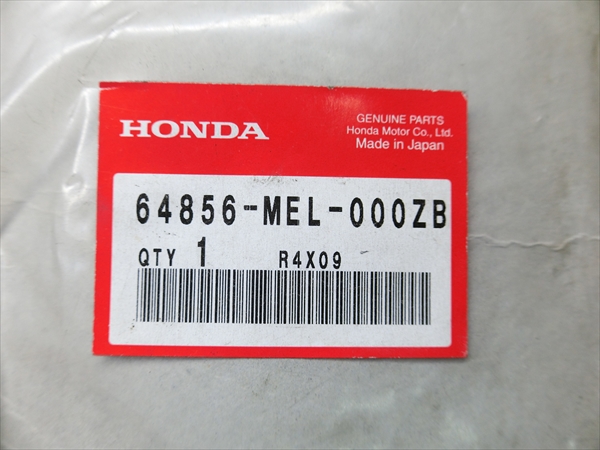 HONDA
GENUINE PARTS
Honda Motor Co., Ltd.
Made in Japan
64856-MEL-000ZB
QTY 1 R4X09